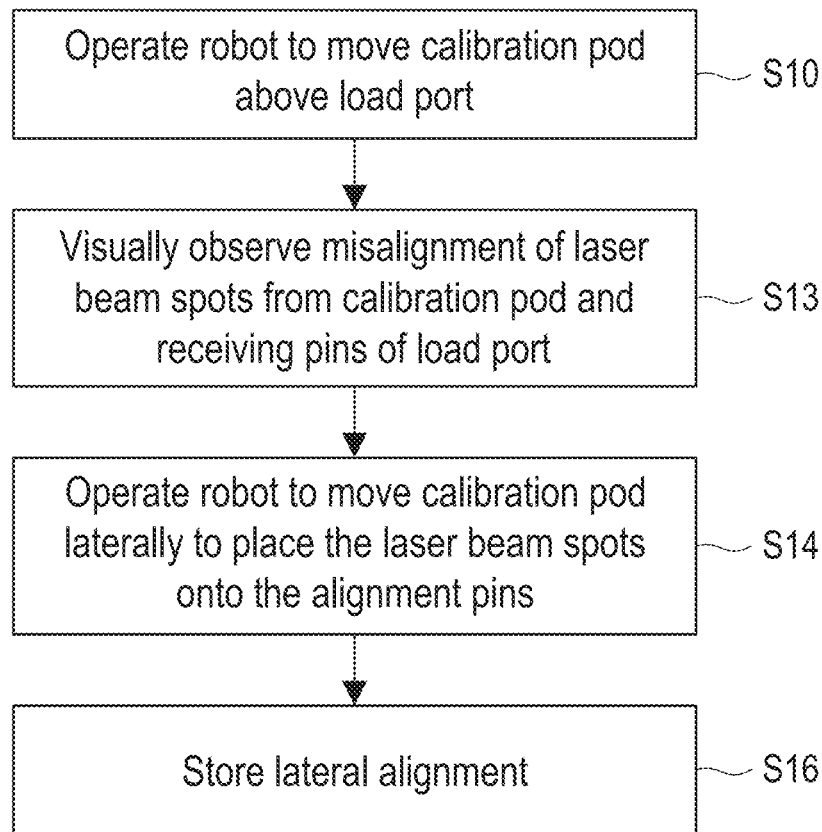 Operate robot to move calibration pod
above load port
S10
Visually observe misalignment of laser
beam spots from calibration pod and
receiving pins of load port
S13
Operate robot to move calibration pod
laterally to place the laser beam spots
onto the alignment pins
S14
Store lateral alignment
S16